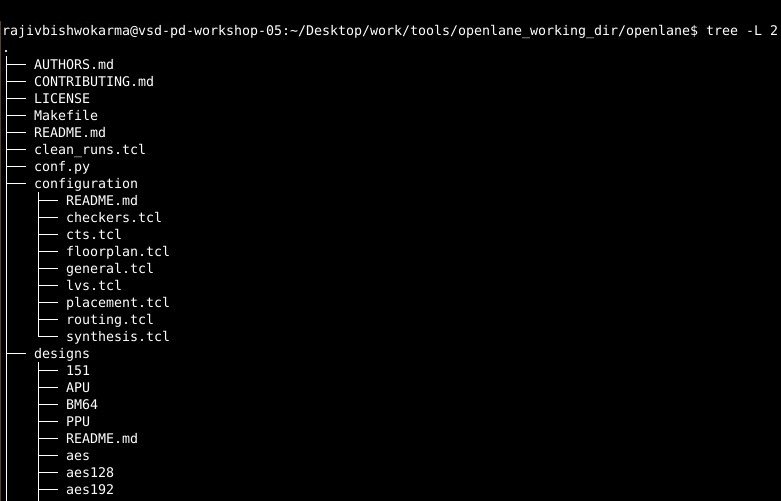 rajivbishwokarma@vsd-pd-workshop-05:~/Desktop/work/tools/openlane_working_dir/openlane$ tree -L 2
.
├── AUTHORS.md
├── CONTRIBUTING.md
├── LICENSE
├── Makefile
├── README.md
├── clean_runs.tcl
├── conf.py
├── configuration
│   ├── README.md
│   ├── checkers.tcl
│   ├── cts.tcl
│   ├── floorplan.tcl
│   ├── general.tcl
│   ├── lvs.tcl
│   ├── placement.tcl
│   ├── routing.tcl
│   └── synthesis.tcl
├── designs
│   ├── 151
│   ├── APU
│   ├── BM64
│   ├── PPU
│   ├── README.md
│   ├── aes
│   ├── aes128
│   ├── aes192